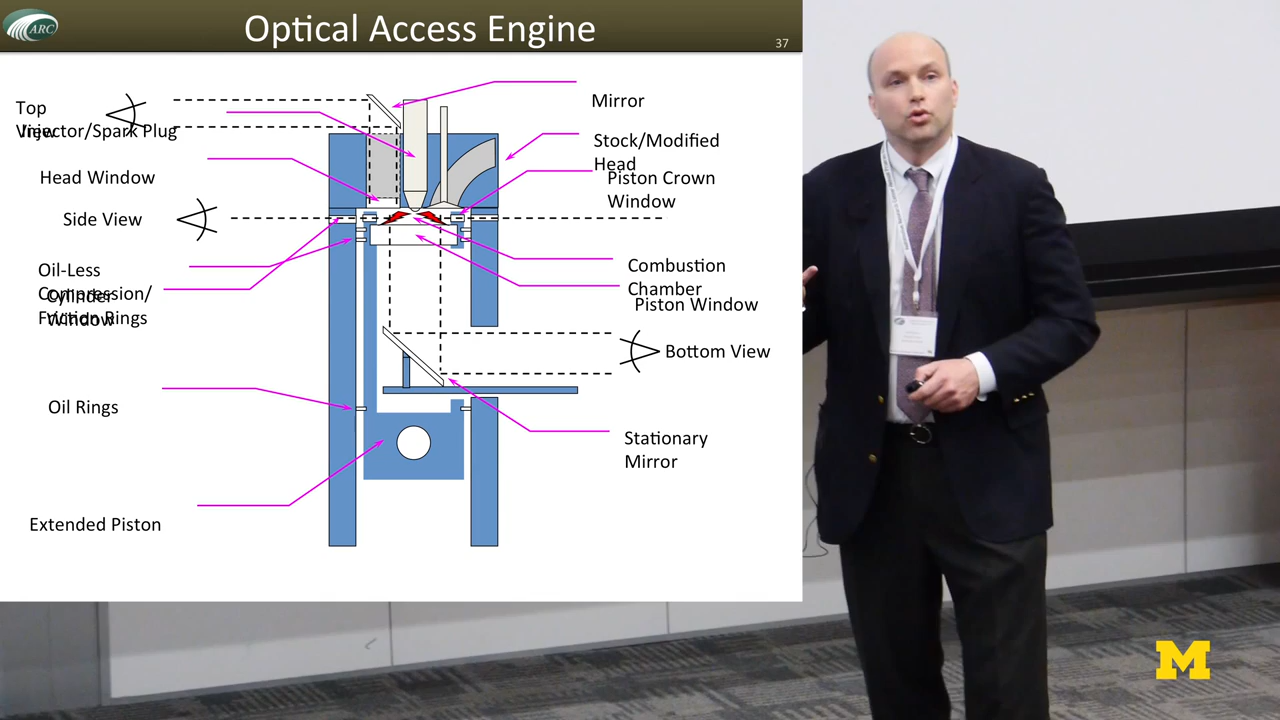 ARC
Optical Access Engine
37
Top
View
Injector/Spark Plug
Head Window
Side View
Oil-Less
Compression/
Friction Rings
Cylinder
Window
Oil Rings
Extended Piston
Mirror
Stock/Modified
Head
Piston Crown
Window
Combustion
Chamber
Piston Window
Bottom View
Stationary
Mirror
M